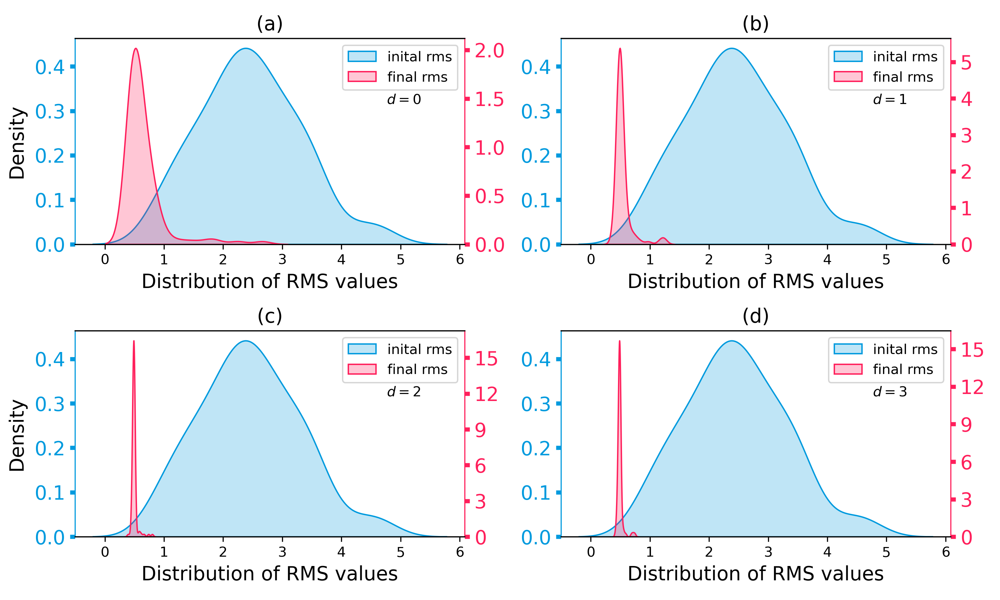 (a)
inital rms
final rms
d = 0
Density
0.4
0.3
0.2
0.1
0.0
2.0
1.5
1.0
0.5
0.0
0 1 2 3 4 5 6
Distribution of RMS values
(b)
inital rms
final rms
d = 1
0.4
0.3
0.2
0.1
0.0
5
4
3
2
1
0
0 1 2 3 4 5 6
Distribution of RMS values
(c)
inital rms
final rms
d = 2
Density
0.4
0.3
0.2
0.1
0.0
15
12
9
6
3
0
0 1 2 3 4 5 6
Distribution of RMS values
(d)
inital rms
final rms
d = 3
0.4
0.3
0.2
0.1
0.0
15
12
9
6
3
0
0 1 2 3 4 5 6
Distribution of RMS values